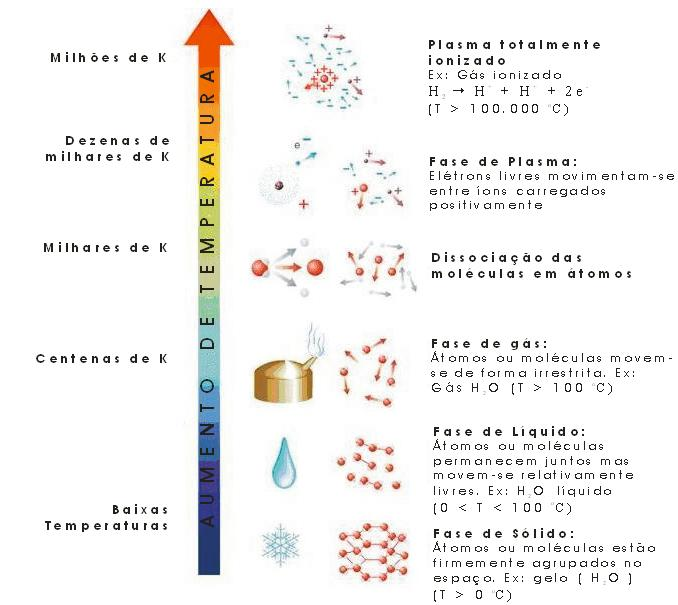 Milhões de K
Plasma totalmente
ionizado
Ex: Gás ionizado
H₂ → H⁺ + H⁺ + 2e⁻
(T > 100.000 °C)
Dezenas de
milhares de K
e⁻
Fase de Plasma:
Elétrons livres movimentam-se
entre íons carregados
positivamente
Milhares de K
Dissociação das
moléculas em átomos
Centenas de K
Fase de gás:
Átomos ou moléculas movem-
se de forma irrestrita. Ex:
Gás H₂O (T > 100 °C)
Fase de Líquido:
Átomos ou moléculas
permanecem juntos mas
movem-se relativamente
livres. Ex: H₂O líquido
(0 < T < 100 °C)
Baixas
Temperaturas
Fase de Sólido:
Átomos ou moléculas estão
firmemente agrupados no
espaço. Ex: gelo ( H₂O )
(T > 0 °C)
AUMENTO DE TEMPERATURA